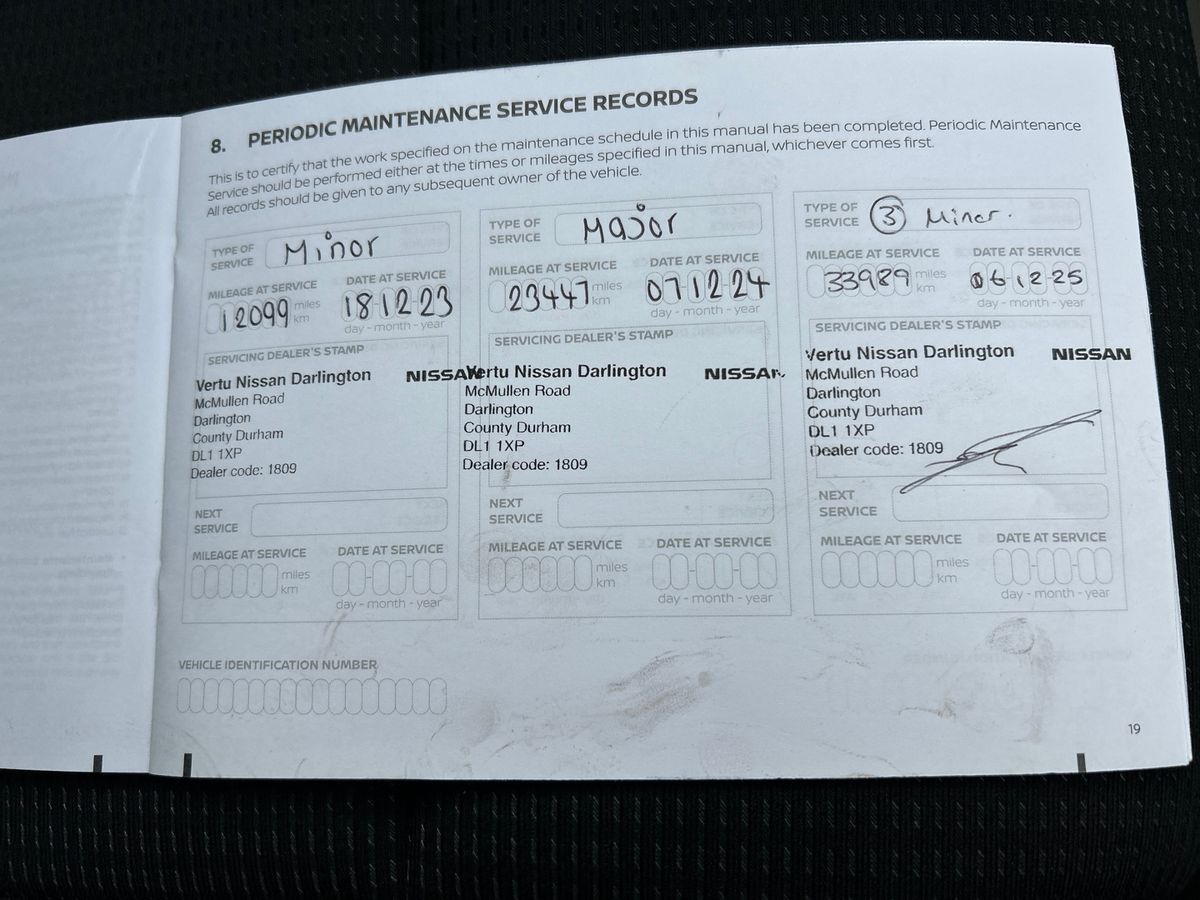 8. PERIODIC MAINTENANCE SERVICE RECORDS
This is to certify that the work specified on the maintenance schedule in this manual has been completed. Periodic Maintenance
Service should be performed either at the times or mileages specified in this manual, whichever comes first.
All records should be given to any subsequent owner of the vehicle.
TYPE OF
SERVICE
Minor
MILEAGE AT SERVICE
DATE AT SERVICE
12099 miles
km
18 12 23
day - month - year
SERVICING DEALER'S STAMP
Vertu Nissan Darlington NISSAN
McMullen Road
Darlington
County Durham
DL1 1XP
Dealer code: 1809
NEXT
SERVICE
MILEAGE AT SERVICE
DATE AT SERVICE
miles
km
day - month - year
TYPE OF
SERVICE
Major
MILEAGE AT SERVICE
DATE AT SERVICE
23447 miles
km
07 12 24
day - month - year
SERVICING DEALER'S STAMP
Vertu Nissan Darlington NISSAN
McMullen Road
Darlington
County Durham
DL1 1XP
Dealer code: 1809
NEXT
SERVICE
MILEAGE AT SERVICE
DATE AT SERVICE
miles
km
day - month - year
TYPE OF
SERVICE
3 Minor.
MILEAGE AT SERVICE
DATE AT SERVICE
33989 miles
km
06 12 25
day - month - year
SERVICING DEALER'S STAMP
Vertu Nissan Darlington NISSAN
McMullen Road
Darlington
County Durham
DL1 1XP
Dealer code: 1809
NEXT
SERVICE
MILEAGE AT SERVICE
DATE AT SERVICE
miles
km
day - month - year
VEHICLE IDENTIFICATION NUMBER
19